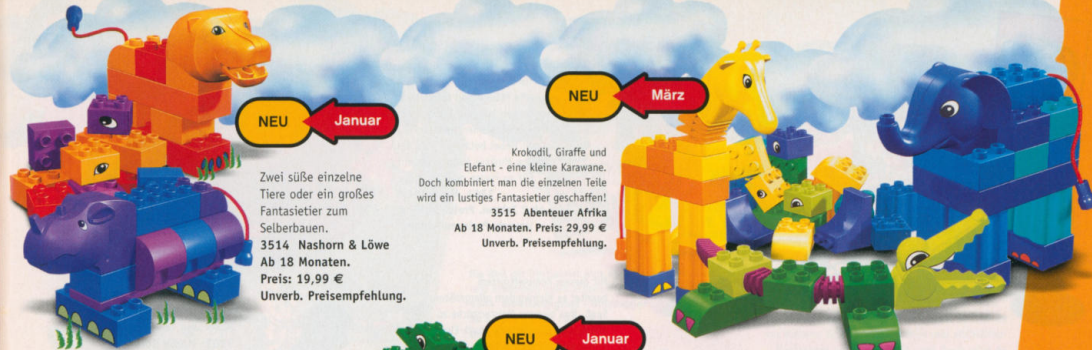 NEU Januar
Zwei süße einzelne
Tiere oder ein großes
Fantasietier zum
Selberbauen.
3514 Nashorn & Löwe
Ab 18 Monaten.
Preis: 19,99 €
Unverb. Preisempfehlung.
NEU März
Krokodil, Giraffe und
Elefant - eine kleine Karawane.
Doch kombiniert man die einzelnen Teile
wird ein lustiges Fantasietier geschaffen!
3515 Abenteuer Afrika
Ab 18 Monaten. Preis: 29,99 €
Unverb. Preisempfehlung.
NEU Januar